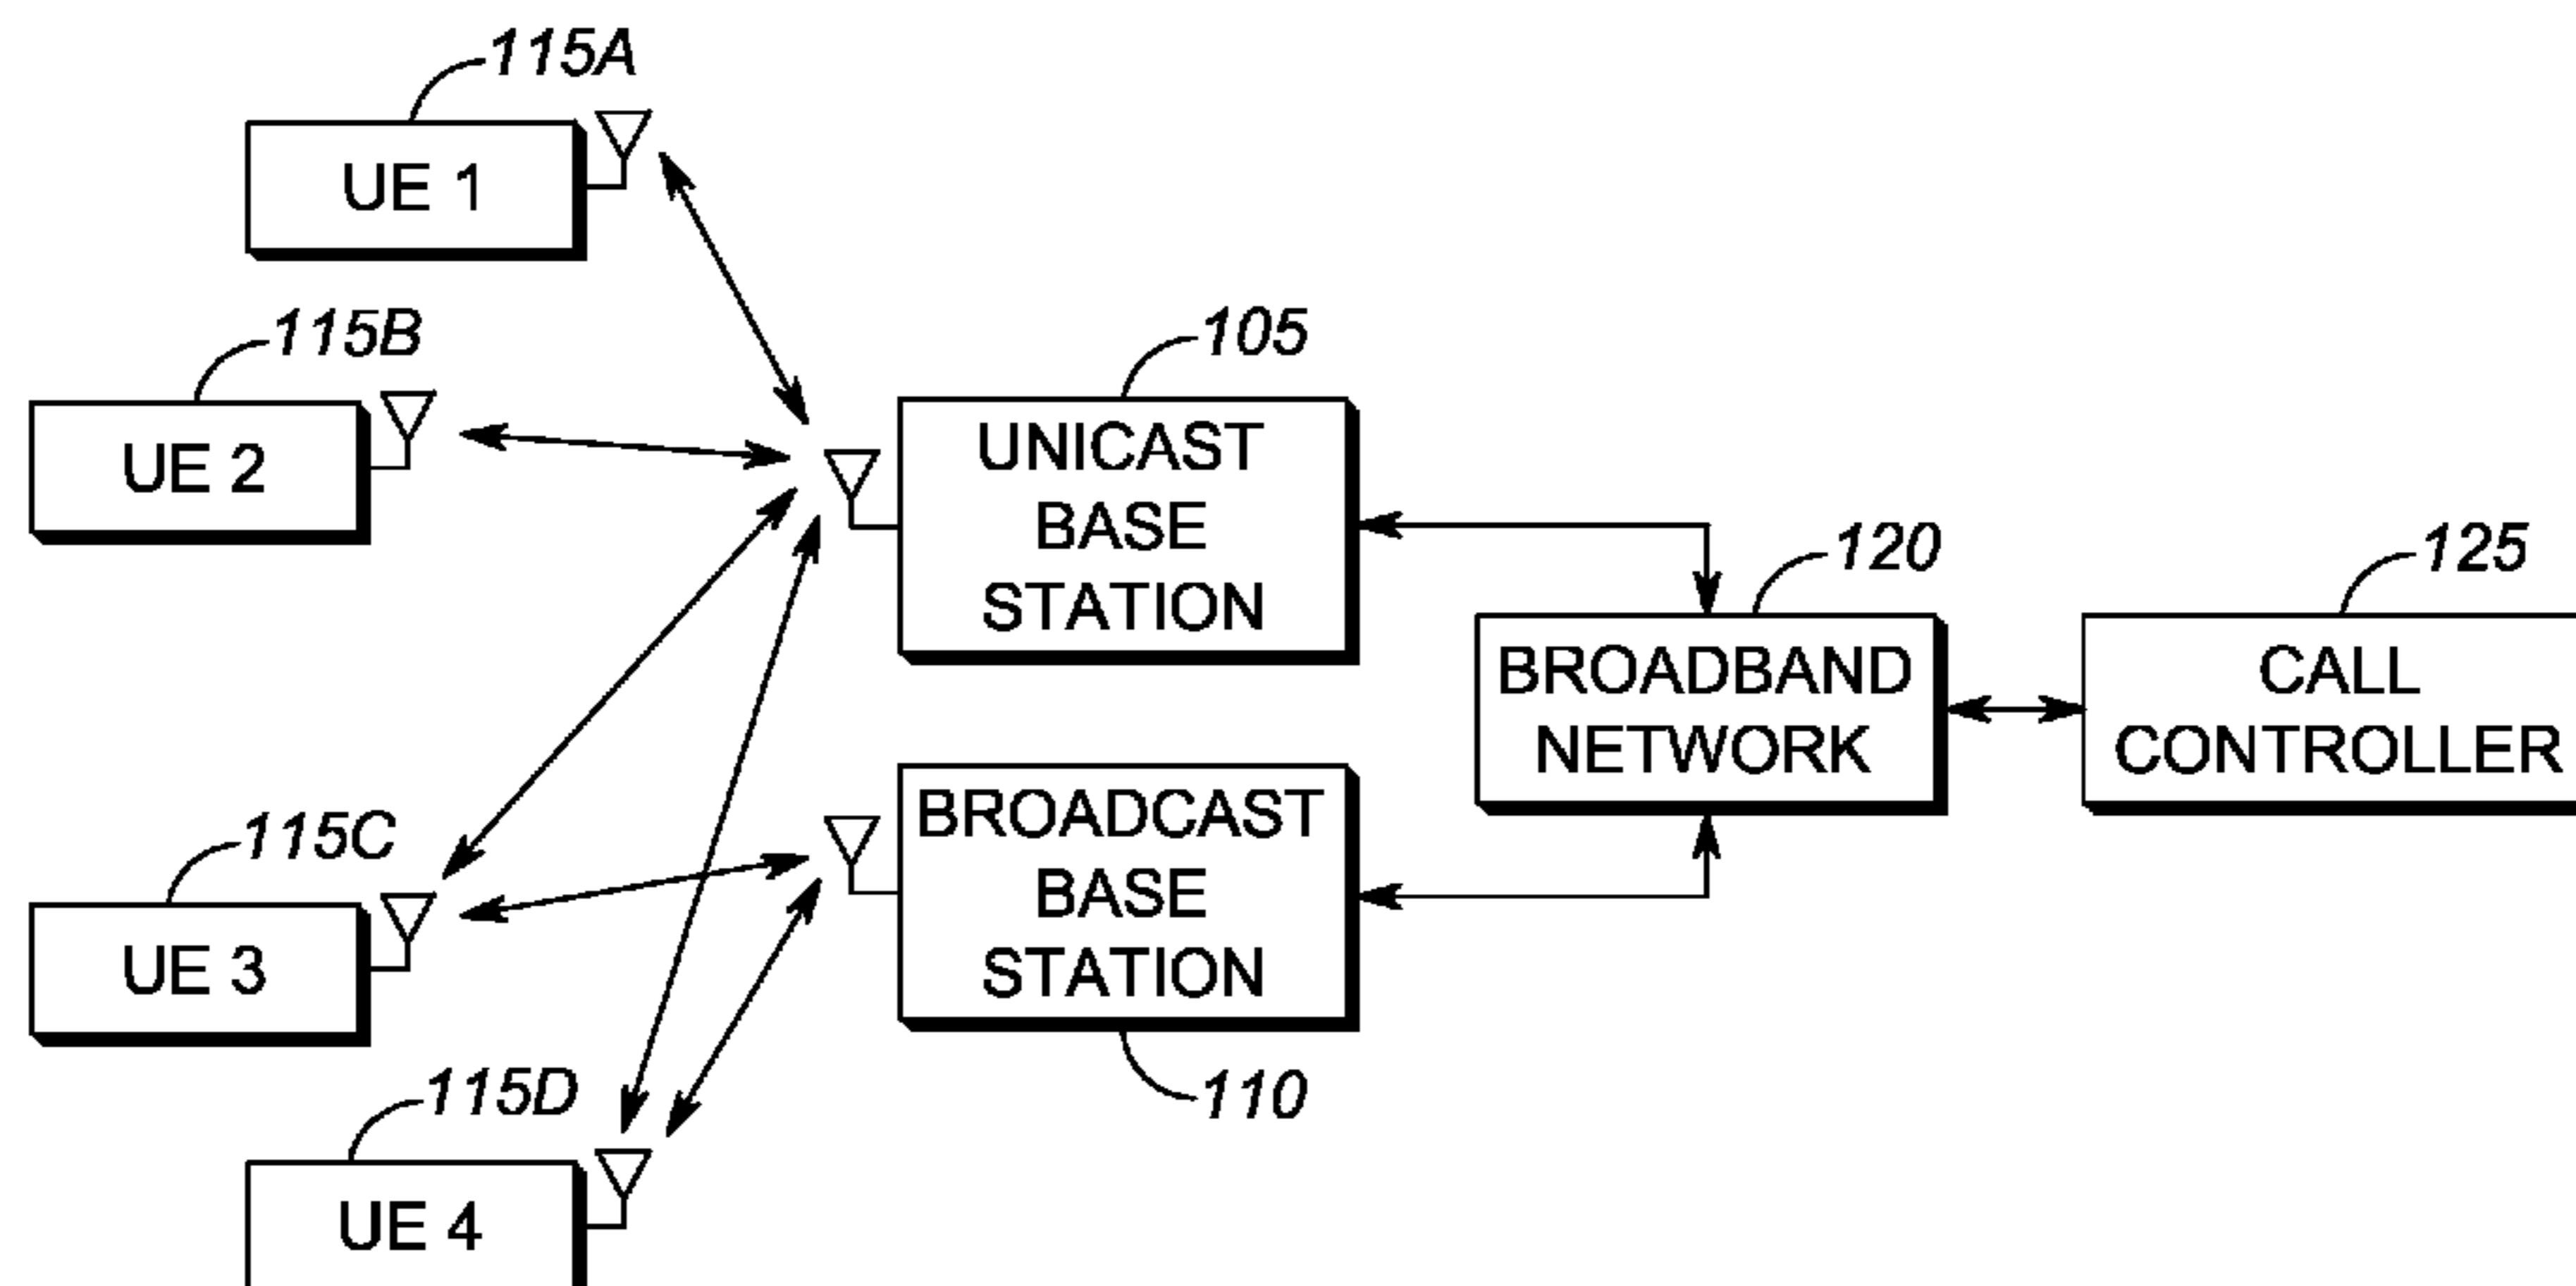 115A
UE 1
115B
UE 2
105
UNICAST
BASE
STATION
120
BROADBAND
NETWORK
125
CALL
CONTROLLER
115C
UE 3
BROADCAST
BASE
STATION
110
115D
UE 4